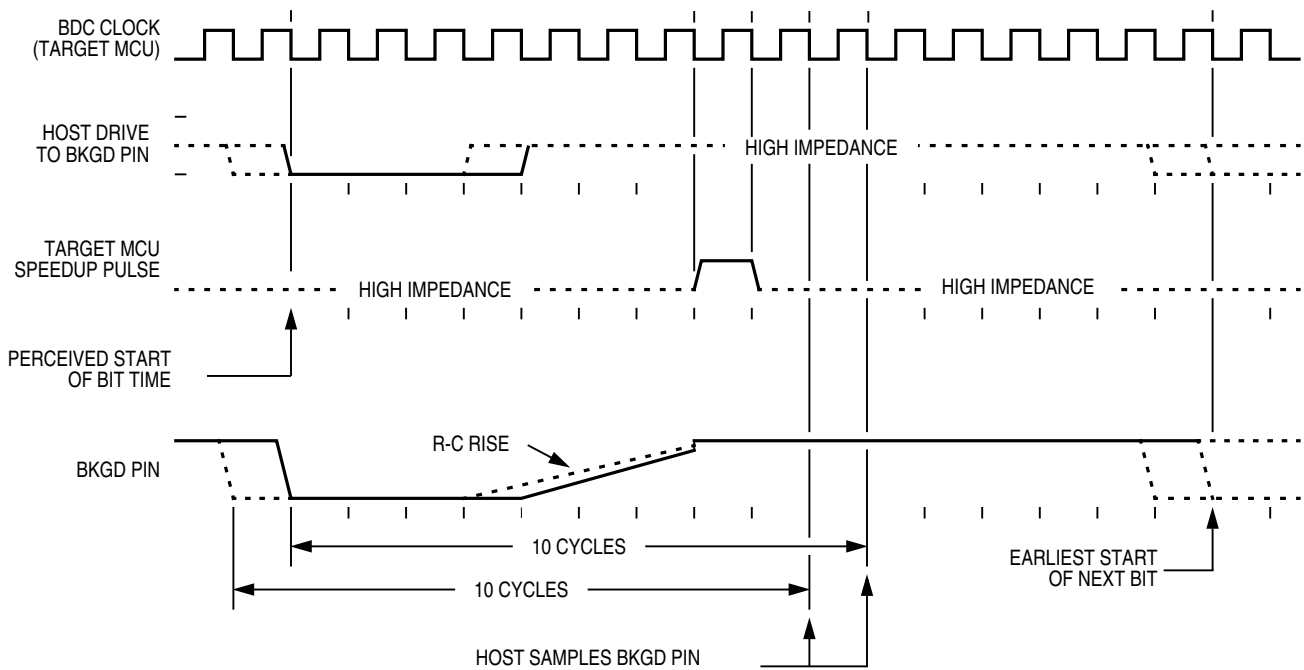 BDC CLOCK
(TARGET MCU)
HOST DRIVE
TO BKGD PIN
HIGH IMPEDANCE
TARGET MCU
SPEEDUP PULSE
HIGH IMPEDANCE
HIGH IMPEDANCE
PERCEIVED START
OF BIT TIME
R-C RISE
BKGD PIN
10 CYCLES
EARLIEST START
OF NEXT BIT
10 CYCLES
HOST SAMPLES BKGD PIN